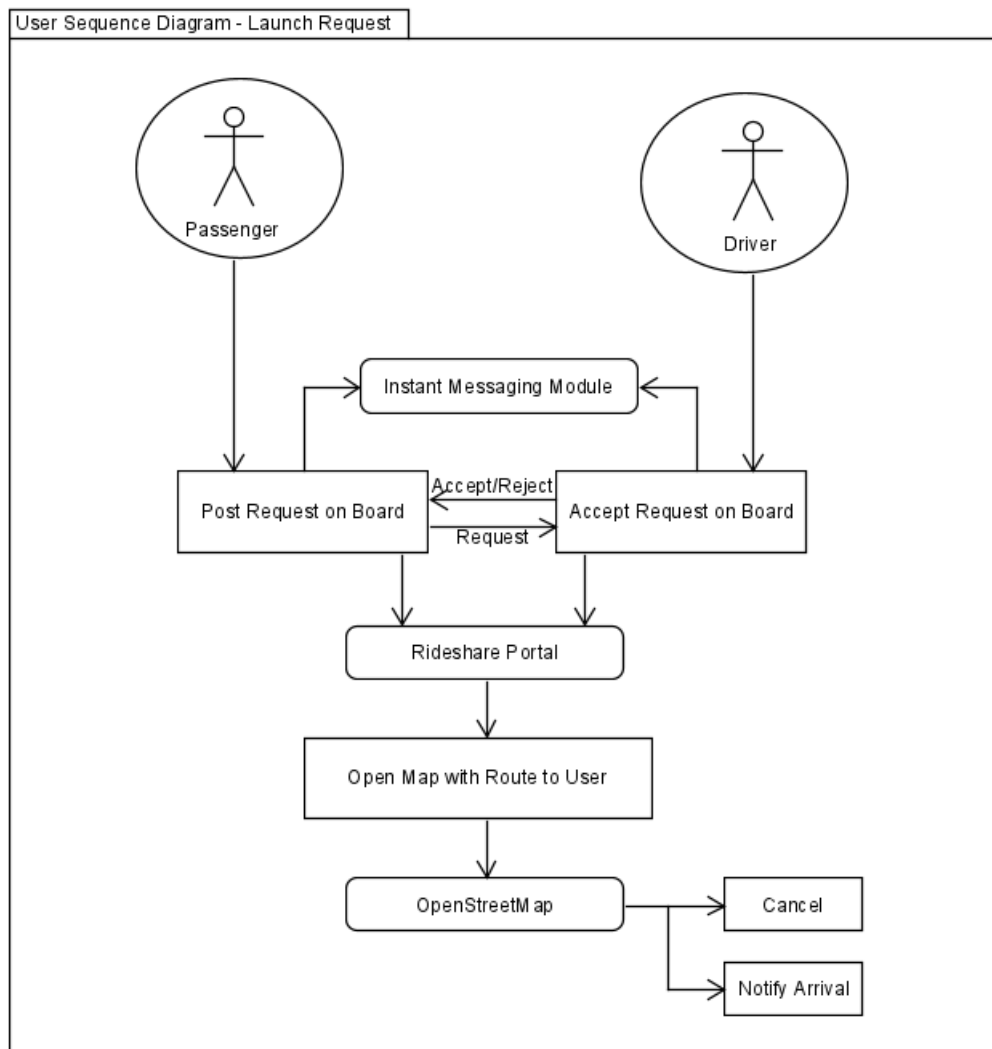 User Sequence Diagram - Launch Request
Passenger
Driver
Instant Messaging Module
Accept/Reject
Post Request on Board
Accept Request on Board
Request
Rideshare Portal
Open Map with Route to User
OpenStreetMap
Cancel
Notify Arrival